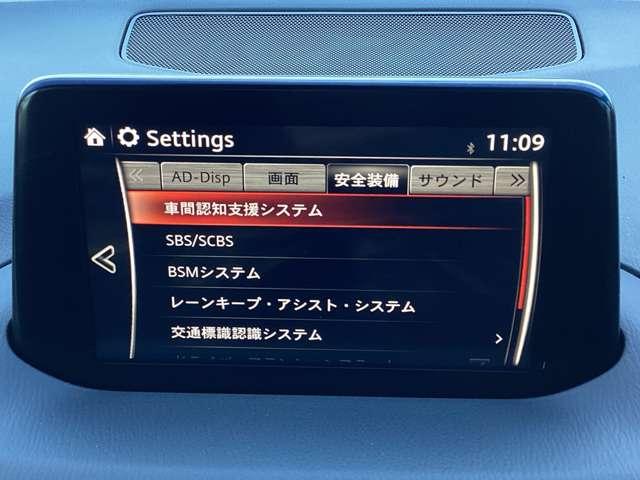 Settings 11:09
AD-Disp 画面 安全装備 サウンド
車間認知支援システム
SBS/SCBS
BSMシステム
レーンキープ・アシスト・システム
交通標識認識システム